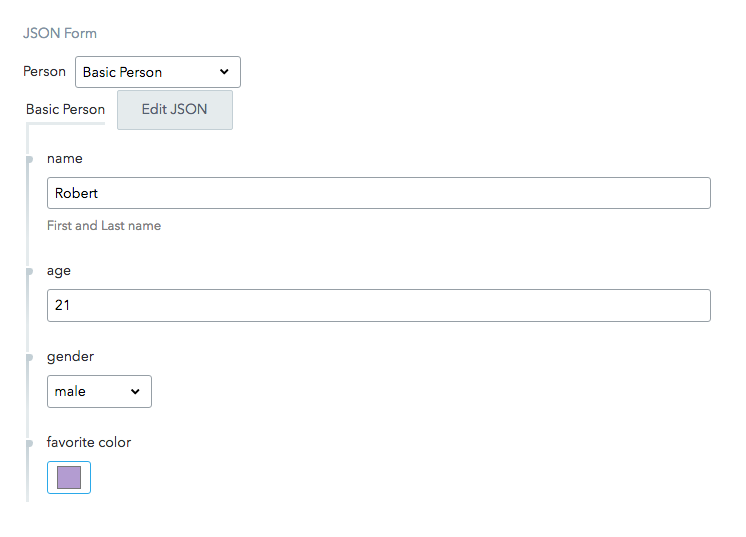 JSON Form
Person Basic Person
Basic Person Edit JSON
name
Robert
First and Last name
age
21
gender
male
favorite color